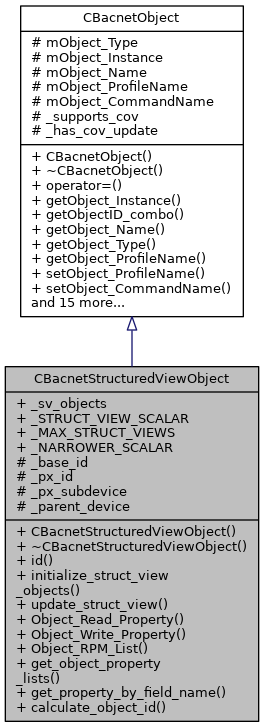 CBacnetObject
# mObject_Type
# mObject_Instance
# mObject_Name
# mObject_ProfileName
# mObject_CommandName
# _supports_cov
# _has_cov_update
+ CBacnetObject()
+ ~CBacnetObject()
+ operator=()
+ getObject_Instance()
+ getObjectID_combo()
+ getObject_Name()
+ getObject_Type()
+ getObject_ProfileName()
+ setObject_ProfileName()
+ setObject_CommandName()
and 15 more...
CBacnetStructuredViewObject
+ _sv_objects
+ _STRUCT_VIEW_SCALAR
+ _MAX_STRUCT_VIEWS
+ _NARROWER_SCALAR
# _base_id
# _px_id
# _px_subdevice
# _parent_device
+ CBacnetStructuredViewObject()
+ ~CBacnetStructuredViewObject()
+ id()
+ initialize_struct_view
_objects()
+ update_struct_view()
+ Object_Read_Property()
+ Object_Write_Property()
+ Object_RPM_List()
+ get_object_property
_lists()
+ get_property_by_field_name()
+ calculate_object_id()